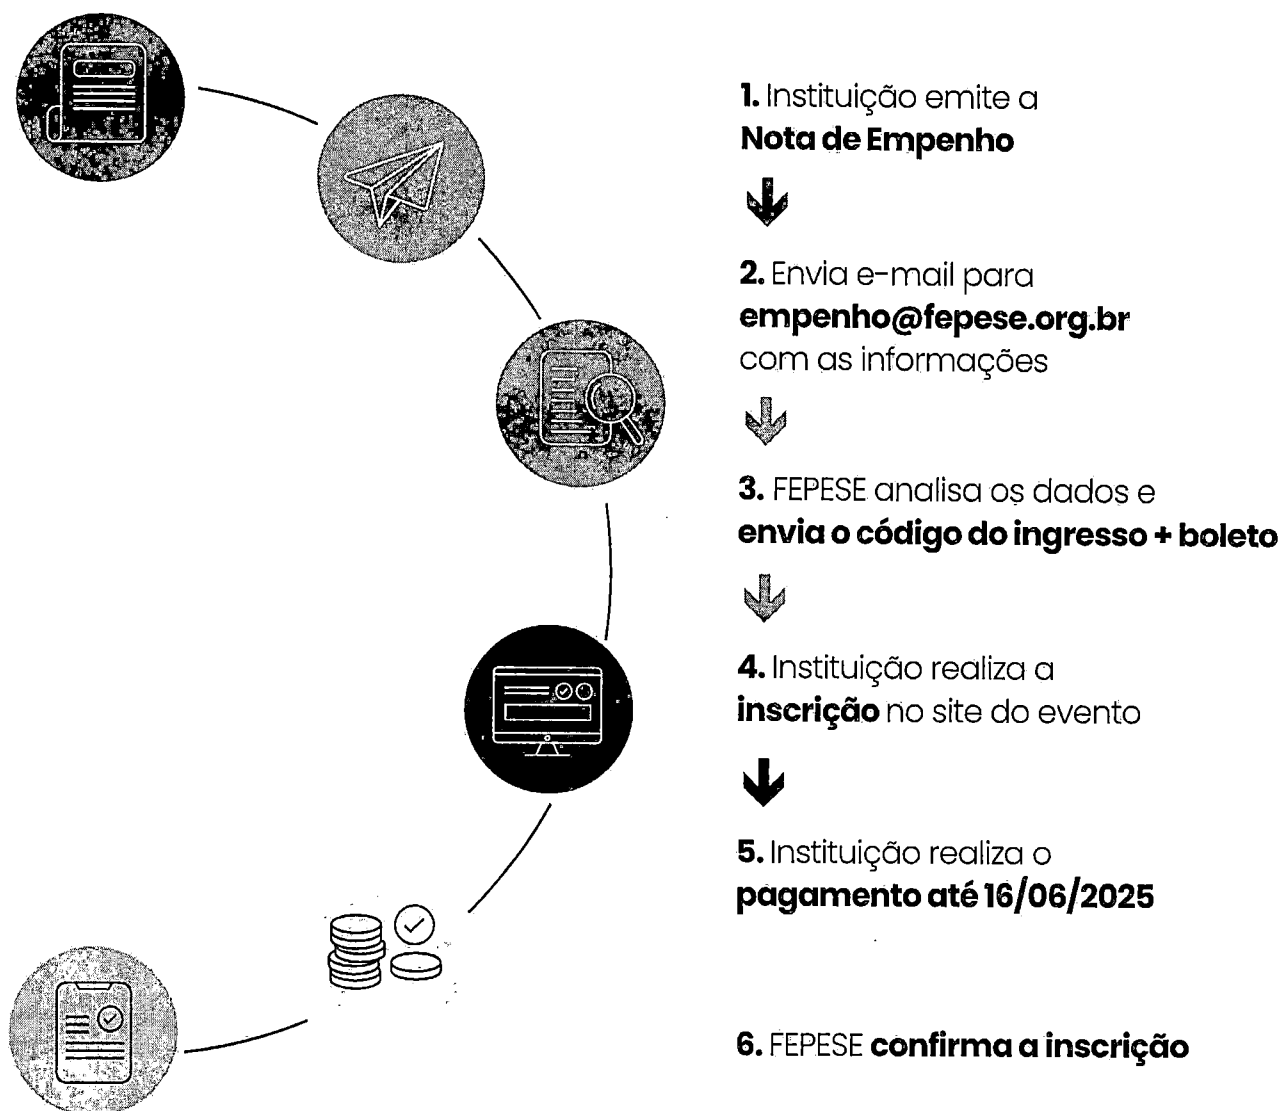 1. Instituição emite a
Nota de Empenho
2. Envia e-mail para
empenho@fepese.org.br
com as informações
3. FEPESE analisa os dados e
envia o código do ingresso + boleto
4. Instituição realiza a
inscrição no site do evento
5. Instituição realiza o
pagamento até 16/06/2025
6. FEPESE confirma a inscrição